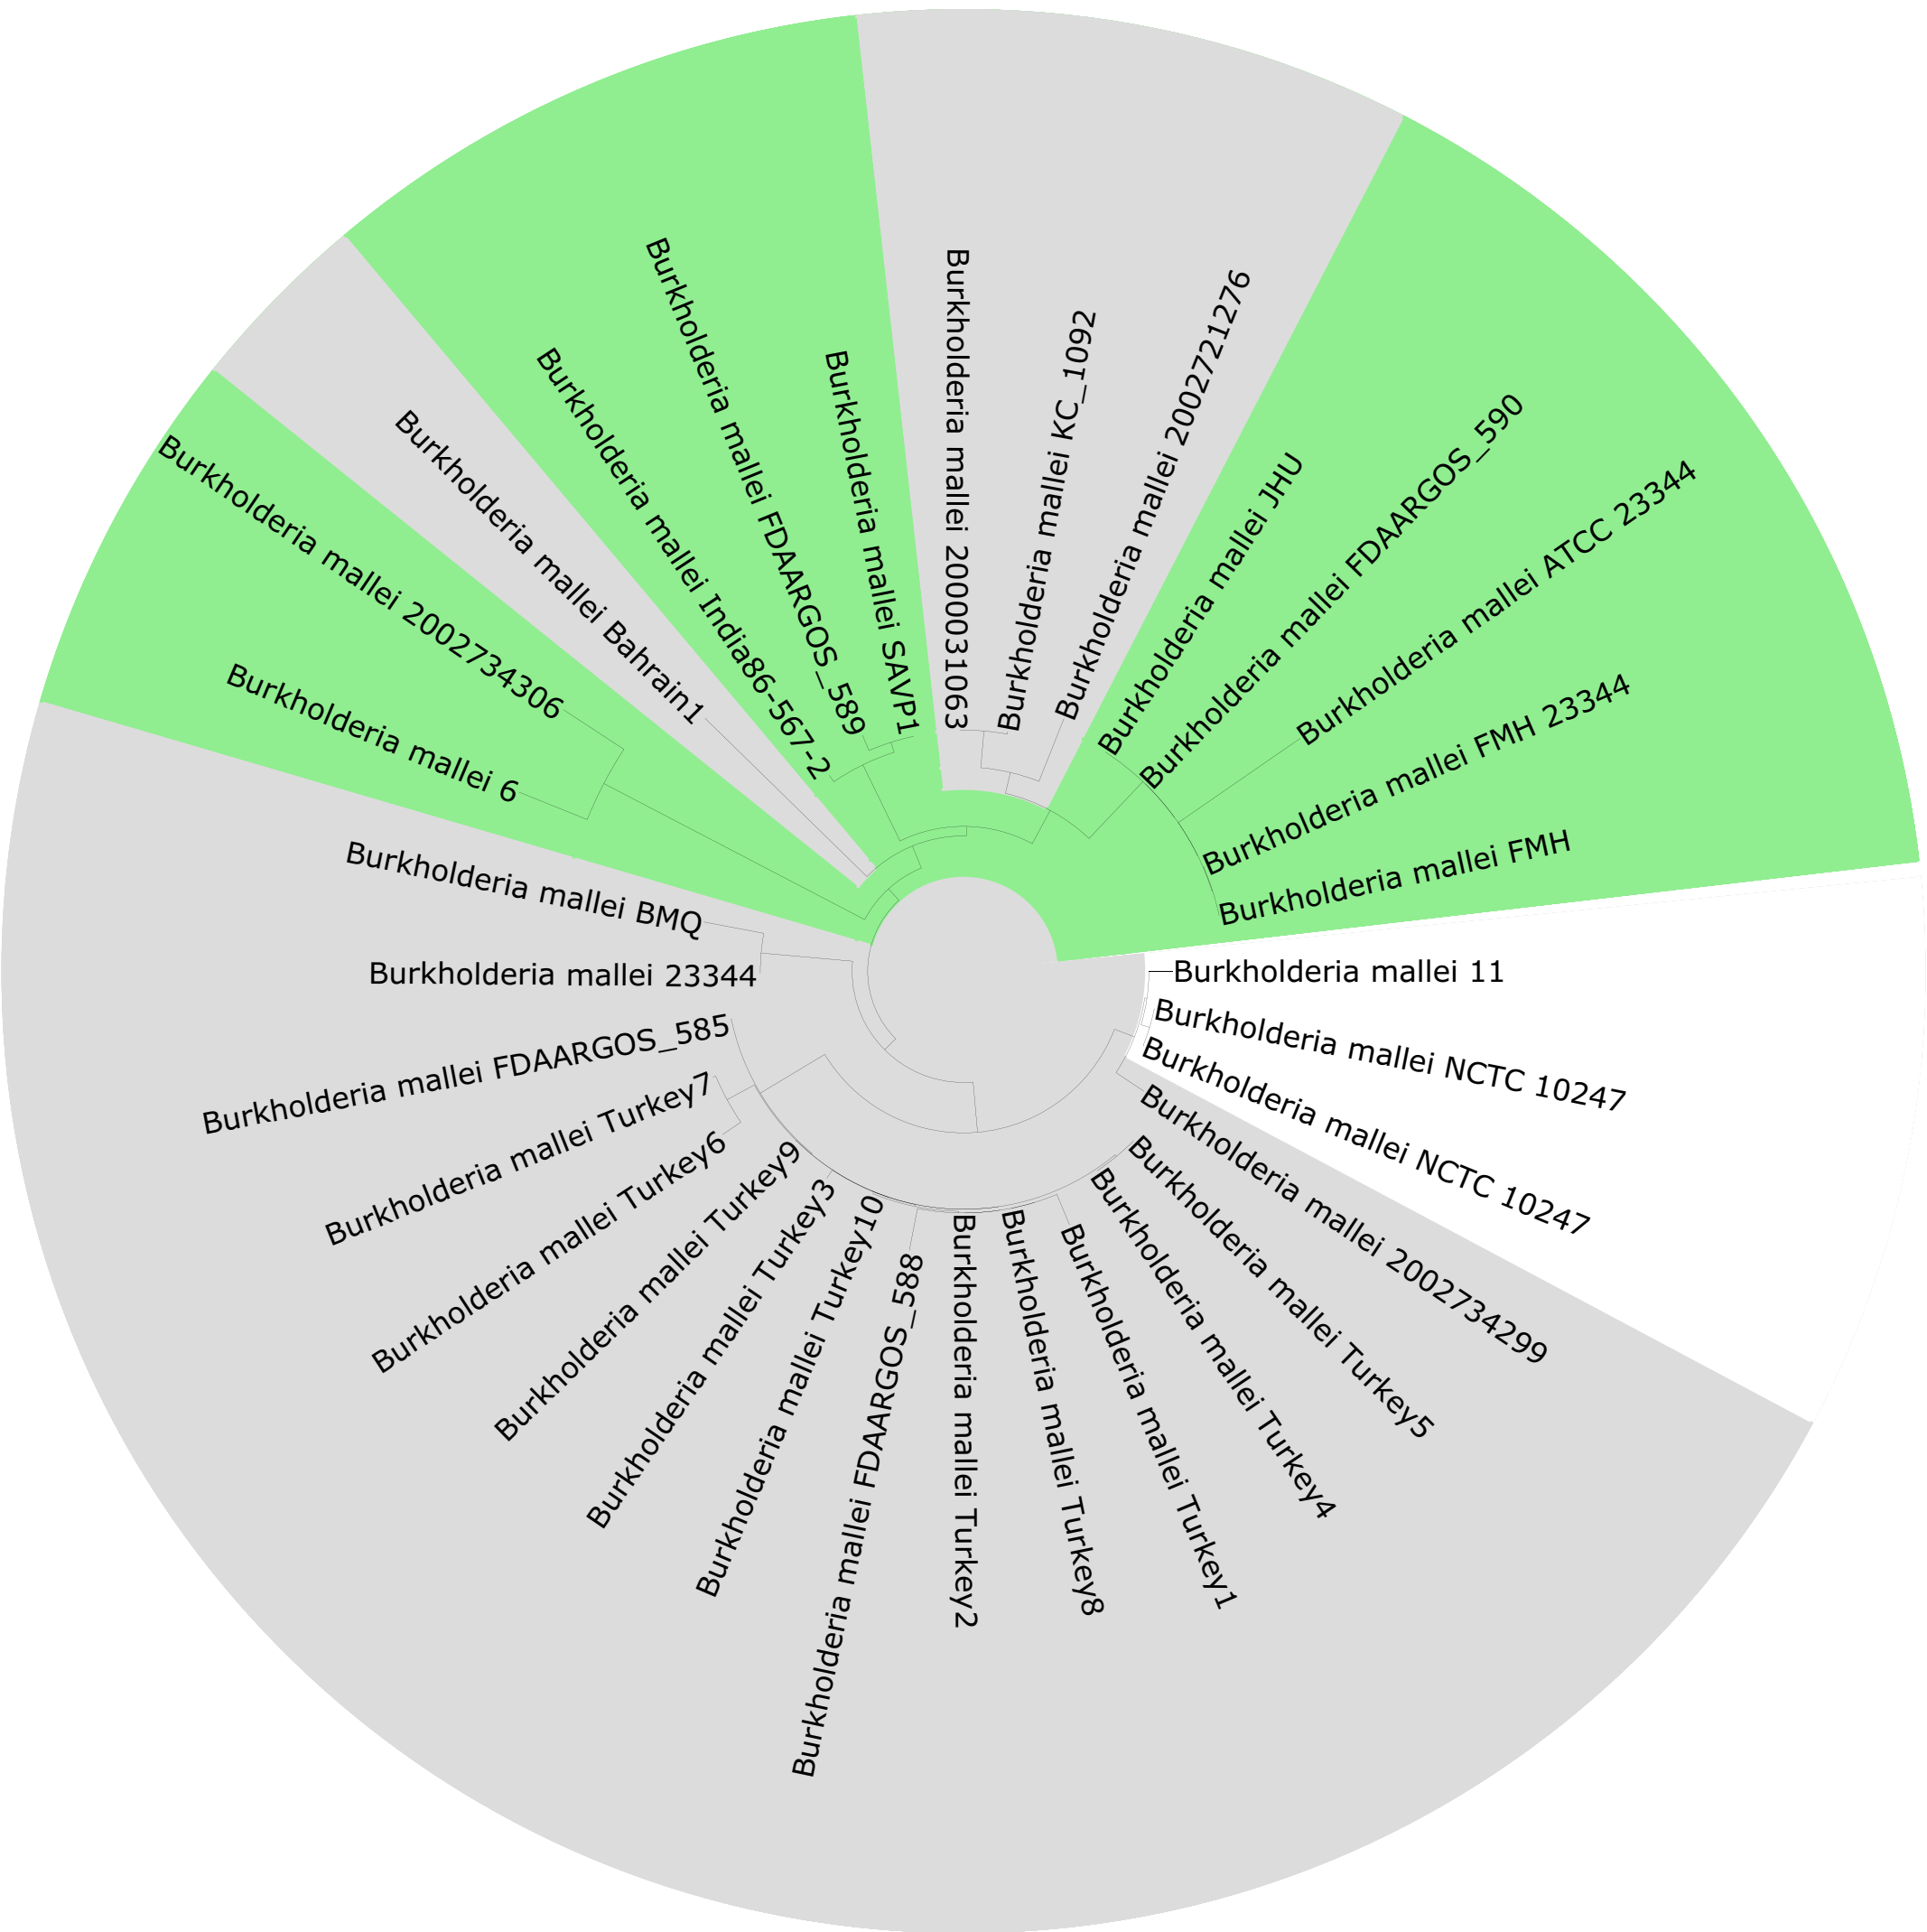 Burkholderia mallei 2000031063
Burkholderia mallei KC_1092
Burkholderia mallei 2002721276
Burkholderia mallei JHU
Burkholderia mallei FDAARGOS_590
Burkholderia mallei ATCC 23344
Burkholderia mallei FMH 23344
Burkholderia mallei FMH
Burkholderia mallei 11
Burkholderia mallei NCTC 10247
Burkholderia mallei NCTC 10247
Burkholderia mallei 2002734299
Burkholderia mallei Turkey5
Burkholderia mallei Turkey4
Burkholderia mallei Turkey1
Burkholderia mallei Turkey8
Burkholderia mallei Turkey2
Burkholderia mallei FDAARGOS_588
Burkholderia mallei Turkey10
Burkholderia mallei Turkey3
Burkholderia mallei Turkey9
Burkholderia mallei Turkey6
Burkholderia mallei Turkey7
Burkholderia mallei FDAARGOS_585
Burkholderia mallei 23344
Burkholderia mallei BMQ
Burkholderia mallei 6
Burkholderia mallei 2002734306
Burkholderia mallei Bahrain1
Burkholderia mallei India86-567-2
Burkholderia mallei FDAARGOS_589
Burkholderia mallei SAVP1